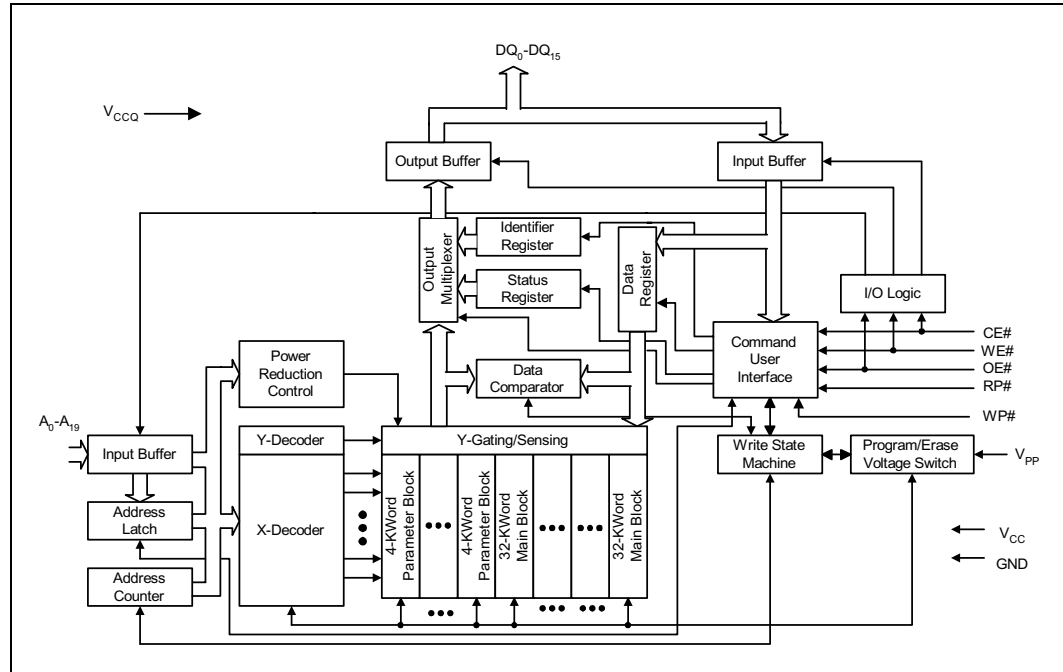 DQ0-DQ15
VCCQ
Output Buffer
Input Buffer
Output
Multiplexer
Identifier
Register
Status
Register
Data
Register
I/O Logic
CE#
WE#
OE#
RP#
WP#
Command
User
Interface
Power
Reduction
Control
Data
Comparator
A0-A19
Input Buffer
Y-Decoder
Y-Gating/Sensing
Write State
Machine
Program/Erase
Voltage Switch
VPP
Address
Latch
X-Decoder
4-KWord
Parameter Block
4-KWord
Parameter Block
32-KWord
Main Block
32-KWord
Main Block
VCC
GND
Address
Counter